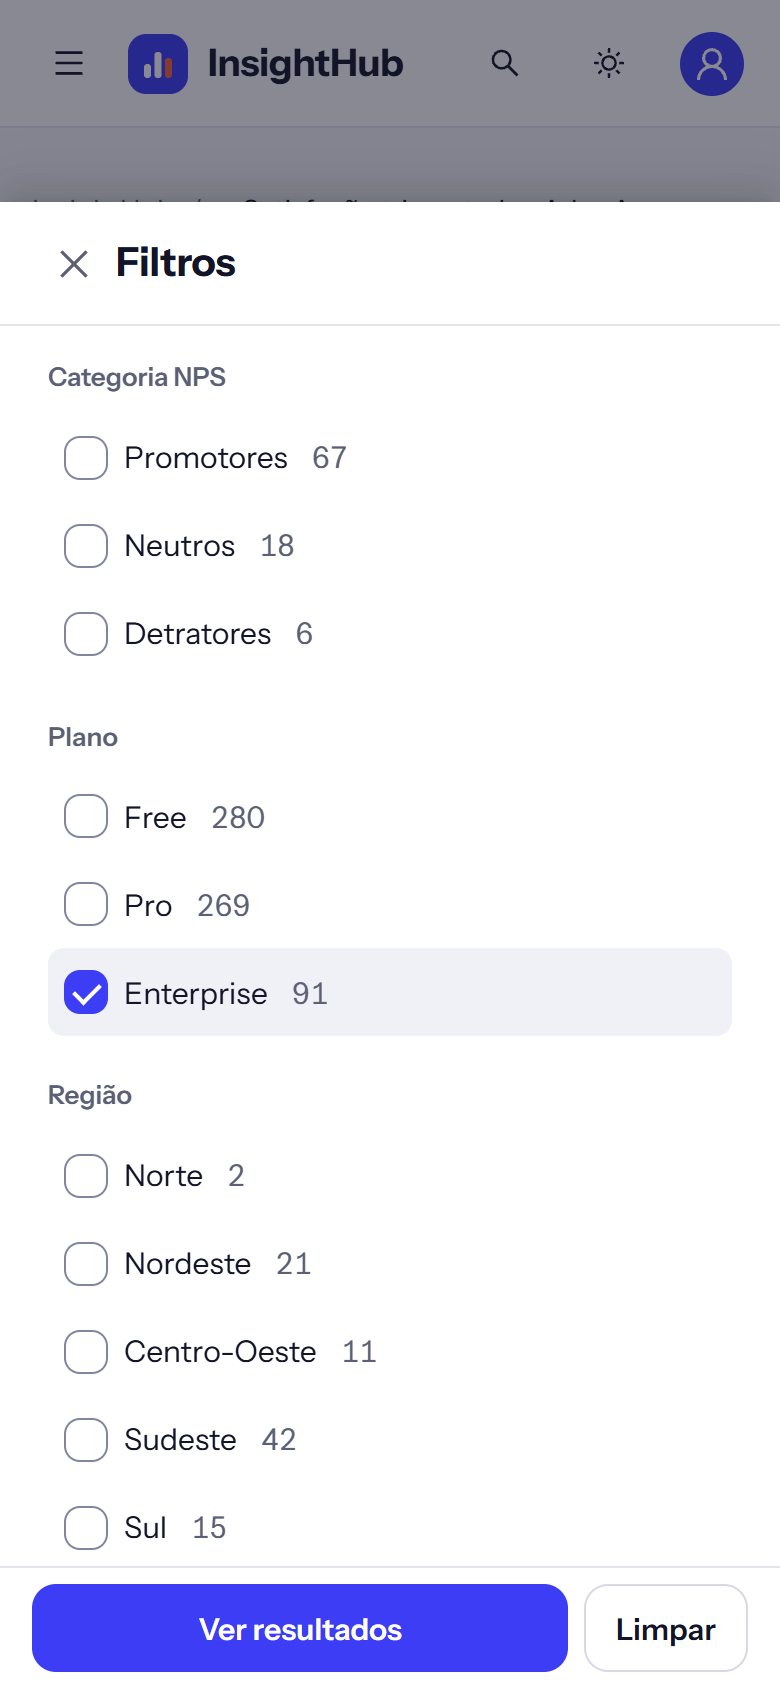 InsightHub
Filtros
Categoria NPS
Promotores 67
Neutros 18
Detratores 6
Plano
Free 280
Pro 269
Enterprise 91
Região
Norte 2
Nordeste 21
Centro-Oeste 11
Sudeste 42
Sul 15
Ver resultados
Limpar